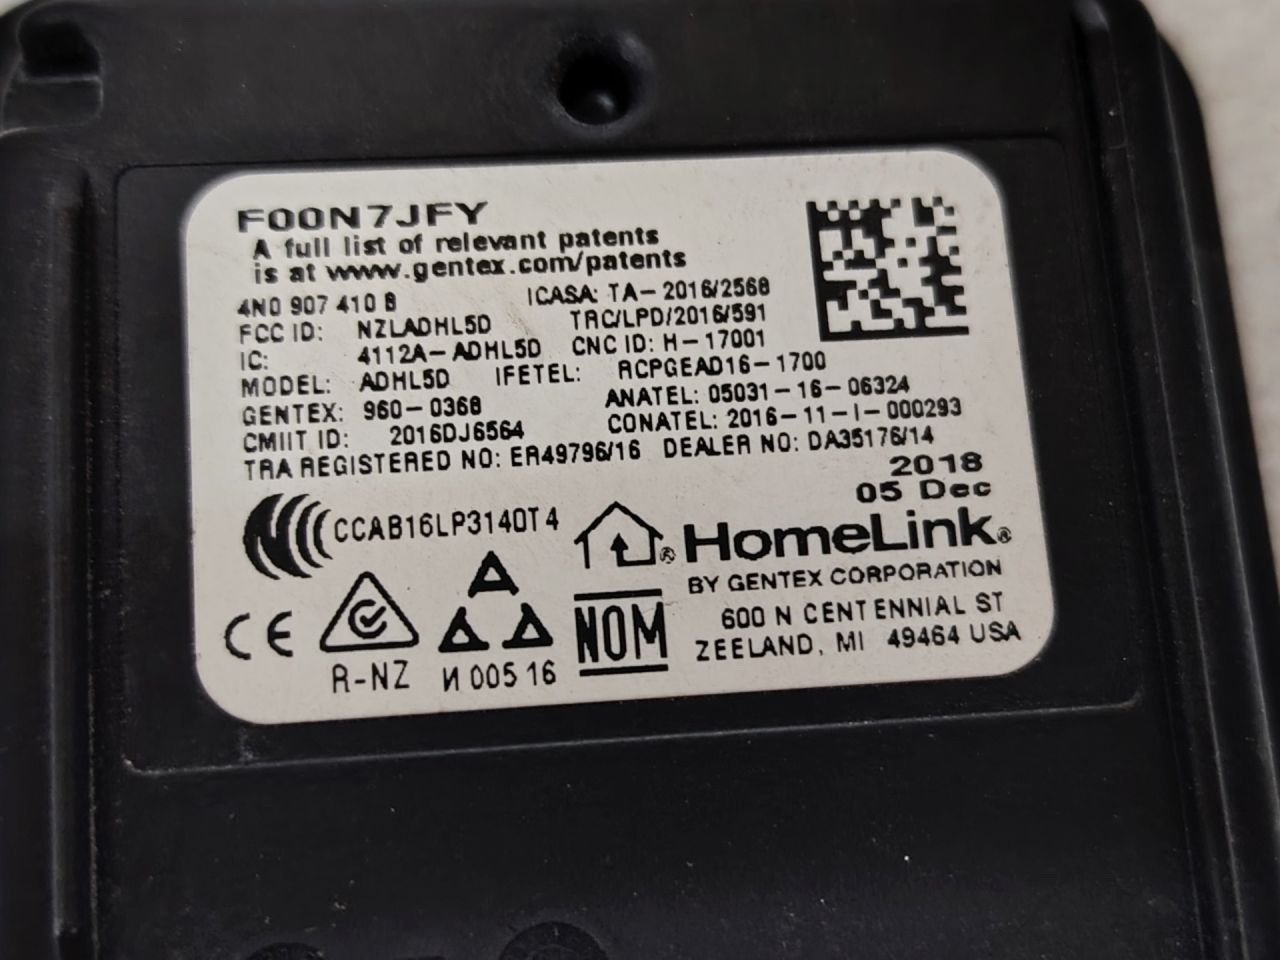 F00N7JFY
A full list of relevant patents
is at www.gentex.com/patents
4N0 907 410 B ICASA: TA-2016/2568
FCC ID: NZLADHL5D TRC/LPD/2016/591
IC: 4112A-ADHL5D CNC ID: H-17001
MODEL: ADHL5D IFETEL: RCPGEAD16-1700
GENTEX: 960-0368 ANATEL: 05031-16-06324
CMIIT ID: 2016DJ6564 CONATEL: 2016-11-I-000293
TRA REGISTERED NO: ER49796/16 DEALER NO: DA35176/14
2018
05 Dec
CCAB16LP3140T4
HomeLink®
BY GENTEX CORPORATION
600 N CENTENNIAL ST
ZEELAND, MI 49464 USA
CE
R-NZ
И 005 16
NOM